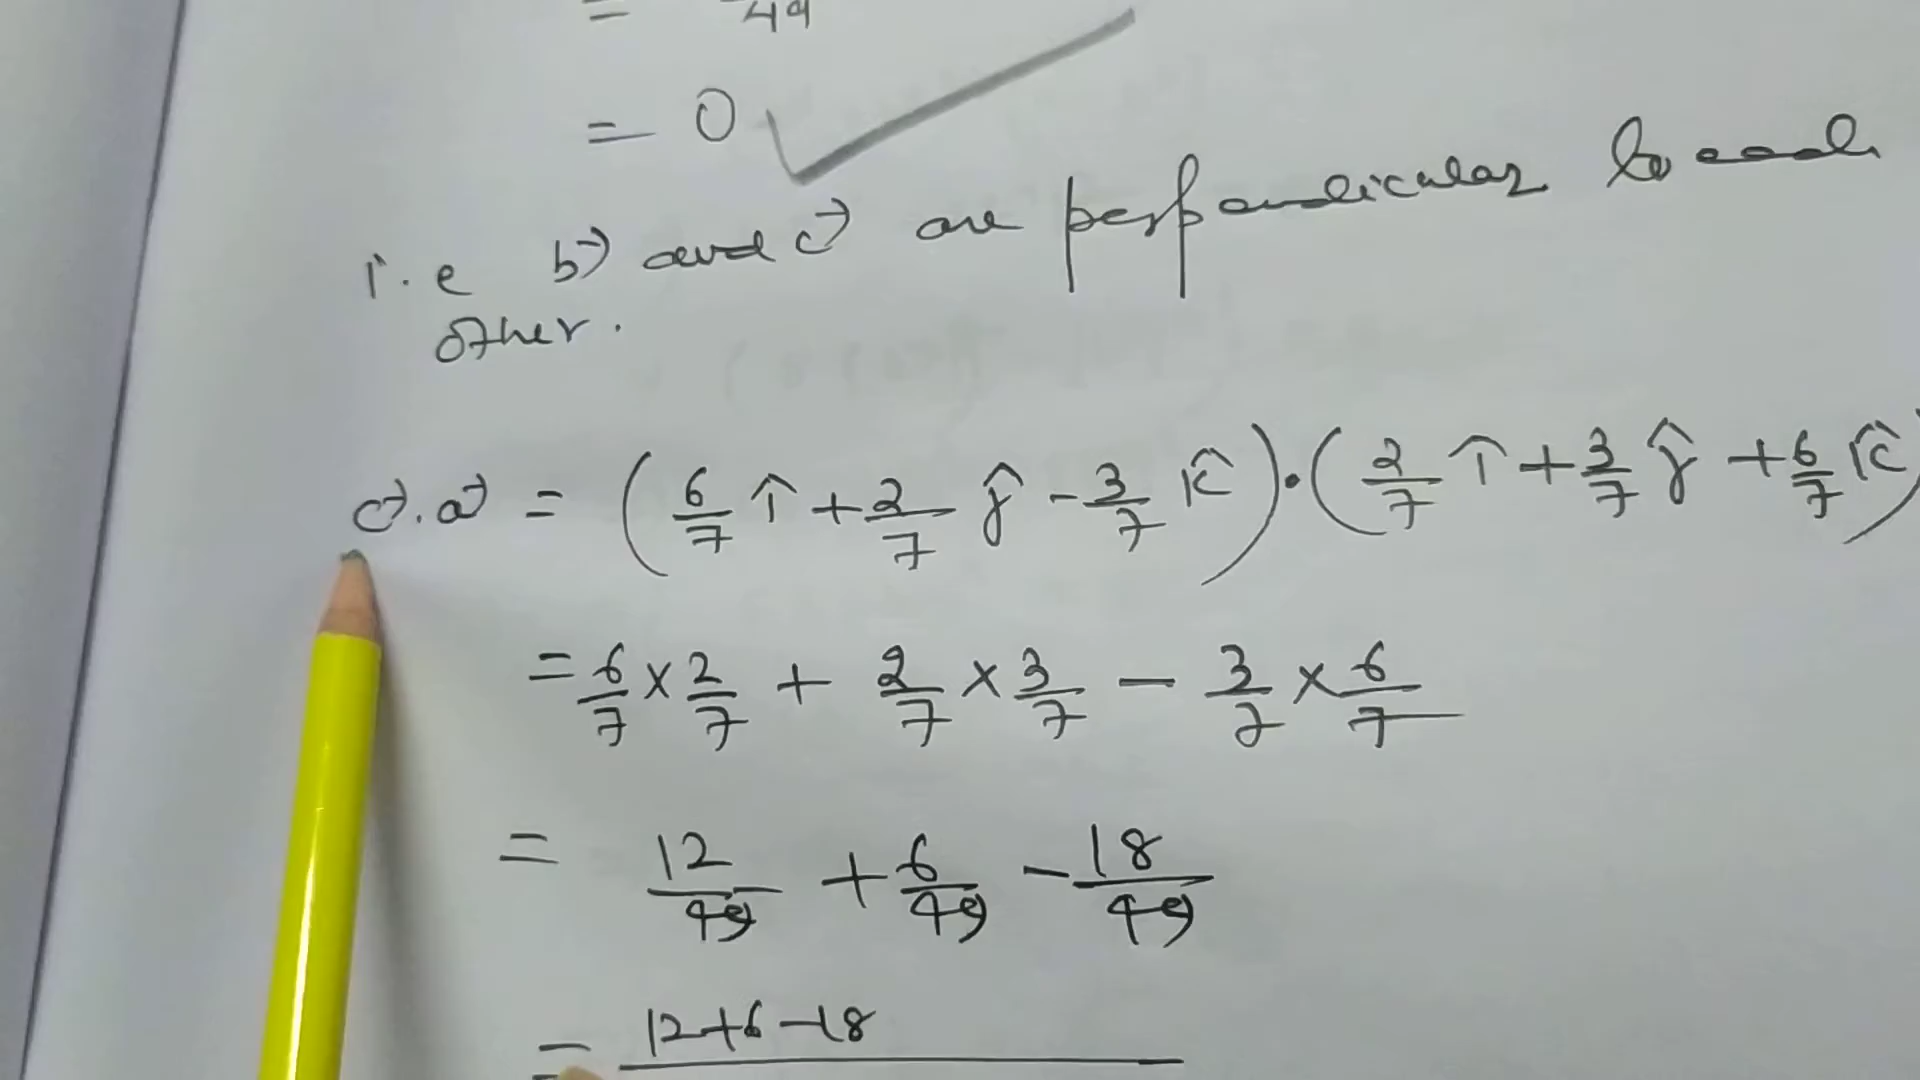 = 49
= 0
i.e b⃗ and c⃗ are perpendicular to each
other.
c⃗.a⃗ = (6/7 î + 2/7 ĵ - 3/7 k̂)·(2/7 î + 3/7 ĵ + 6/7 k̂)
= 6/7 × 2/7 + 2/7 × 3/7 - 3/7 × 6/7
= 12/49 + 6/49 - 18/49
= 12+6-18